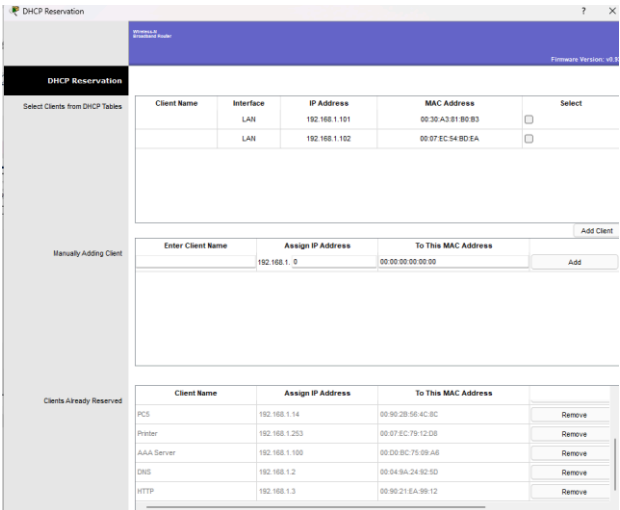 DHCP Reservation
? ×
Wireless-N
Broadband Router
Firmware Version: v0.93
DHCP Reservation
Select Clients from DHCP Tables
Client Name Interface IP Address MAC Address Select
LAN 192.168.1.101 00:30:A3:81:B0:B3
LAN 192.168.1.102 00:07:EC:54:BD:EA
Add Client
Manually Adding Client
Enter Client Name Assign IP Address To This MAC Address
192.168.1. 0 00:00:00:00:00:00 Add
Clients Already Reserved
Client Name Assign IP Address To This MAC Address
PC5 192.168.1.14 00:90:2B:56:4C:8C Remove
Printer 192.168.1.253 00:07:EC:79:12:D8 Remove
AAA Server 192.168.1.100 00:D0:BC:75:09:A6 Remove
DNS 192.168.1.2 00:04:9A:24:92:5D Remove
HTTP 192.168.1.3 00:90:21:EA:99:12 Remove